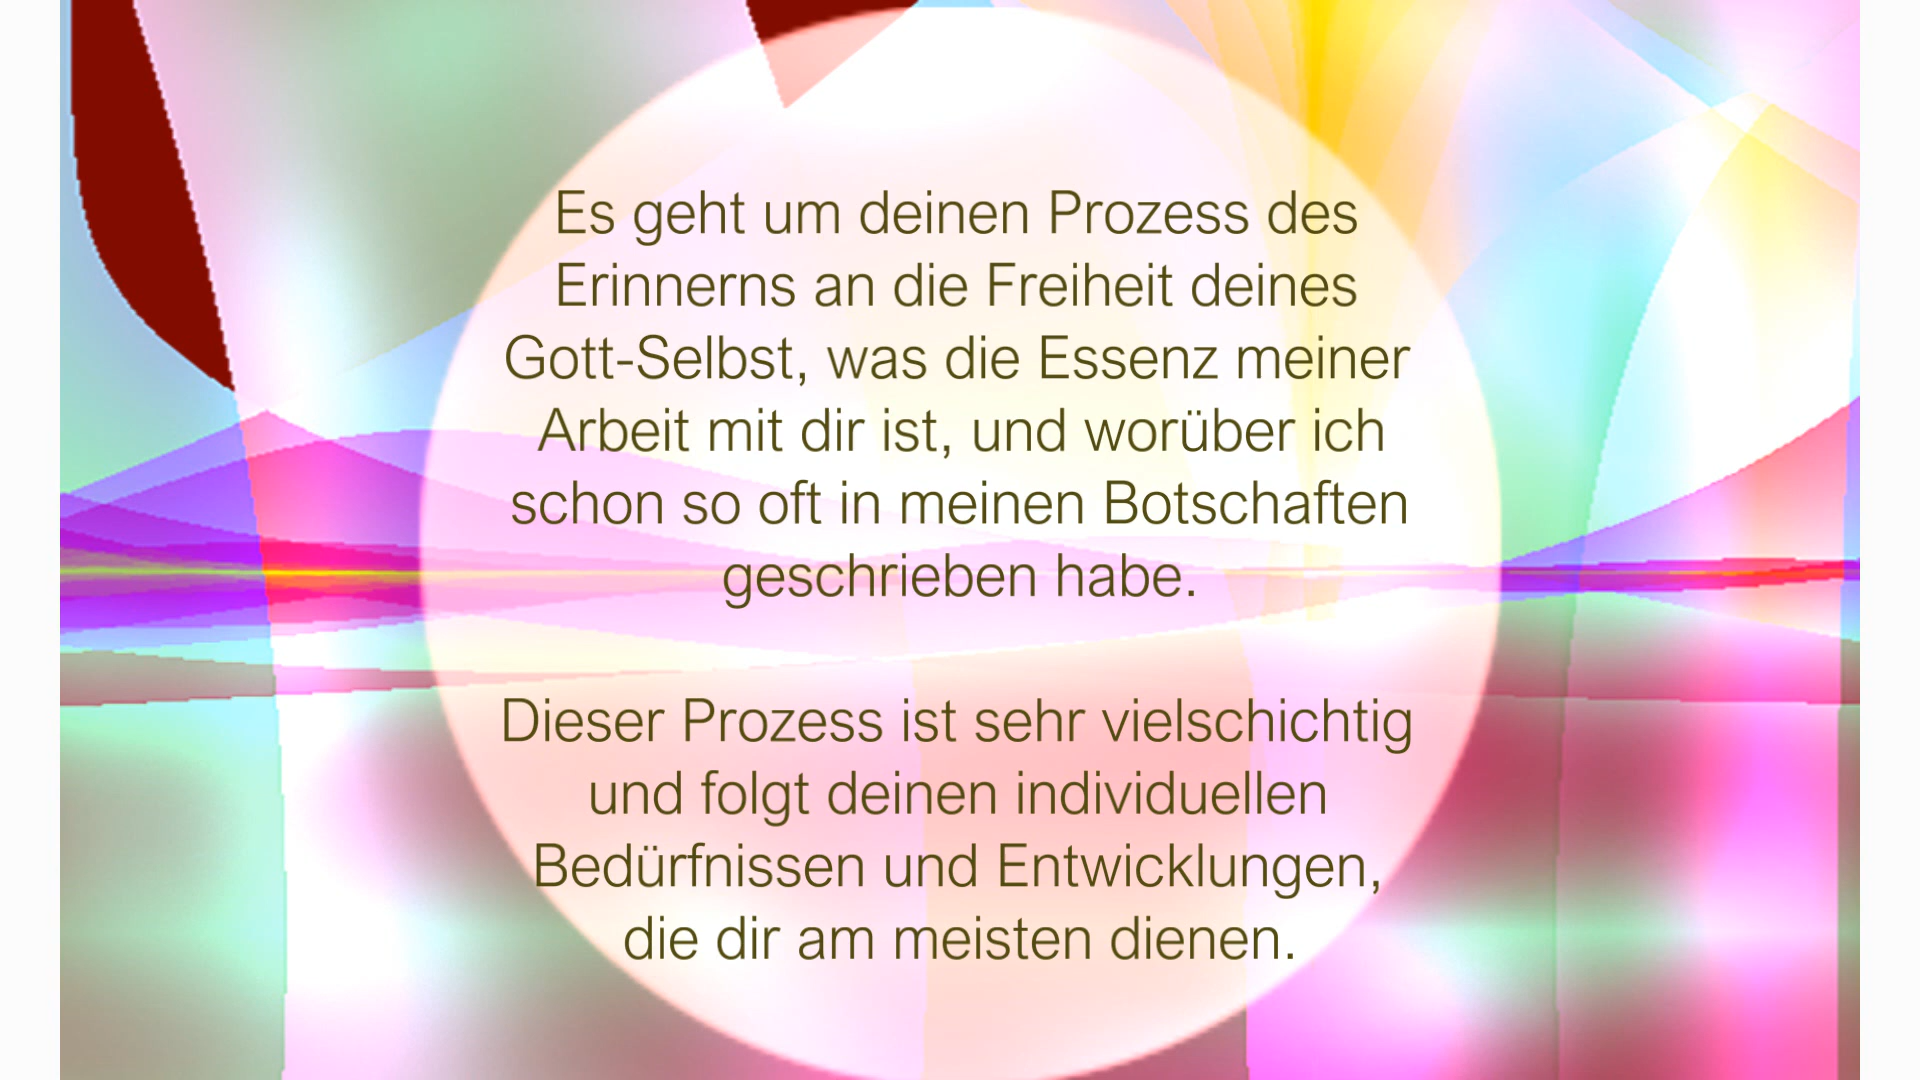 Es geht um deinen Prozess des
Erinnerns an die Freiheit deines
Gott-Selbst, was die Essenz meiner
Arbeit mit dir ist, und worüber ich
schon so oft in meinen Botschaften
geschrieben habe.
Dieser Prozess ist sehr vielschichtig
und folgt deinen individuellen
Bedürfnissen und Entwicklungen,
die dir am meisten dienen.